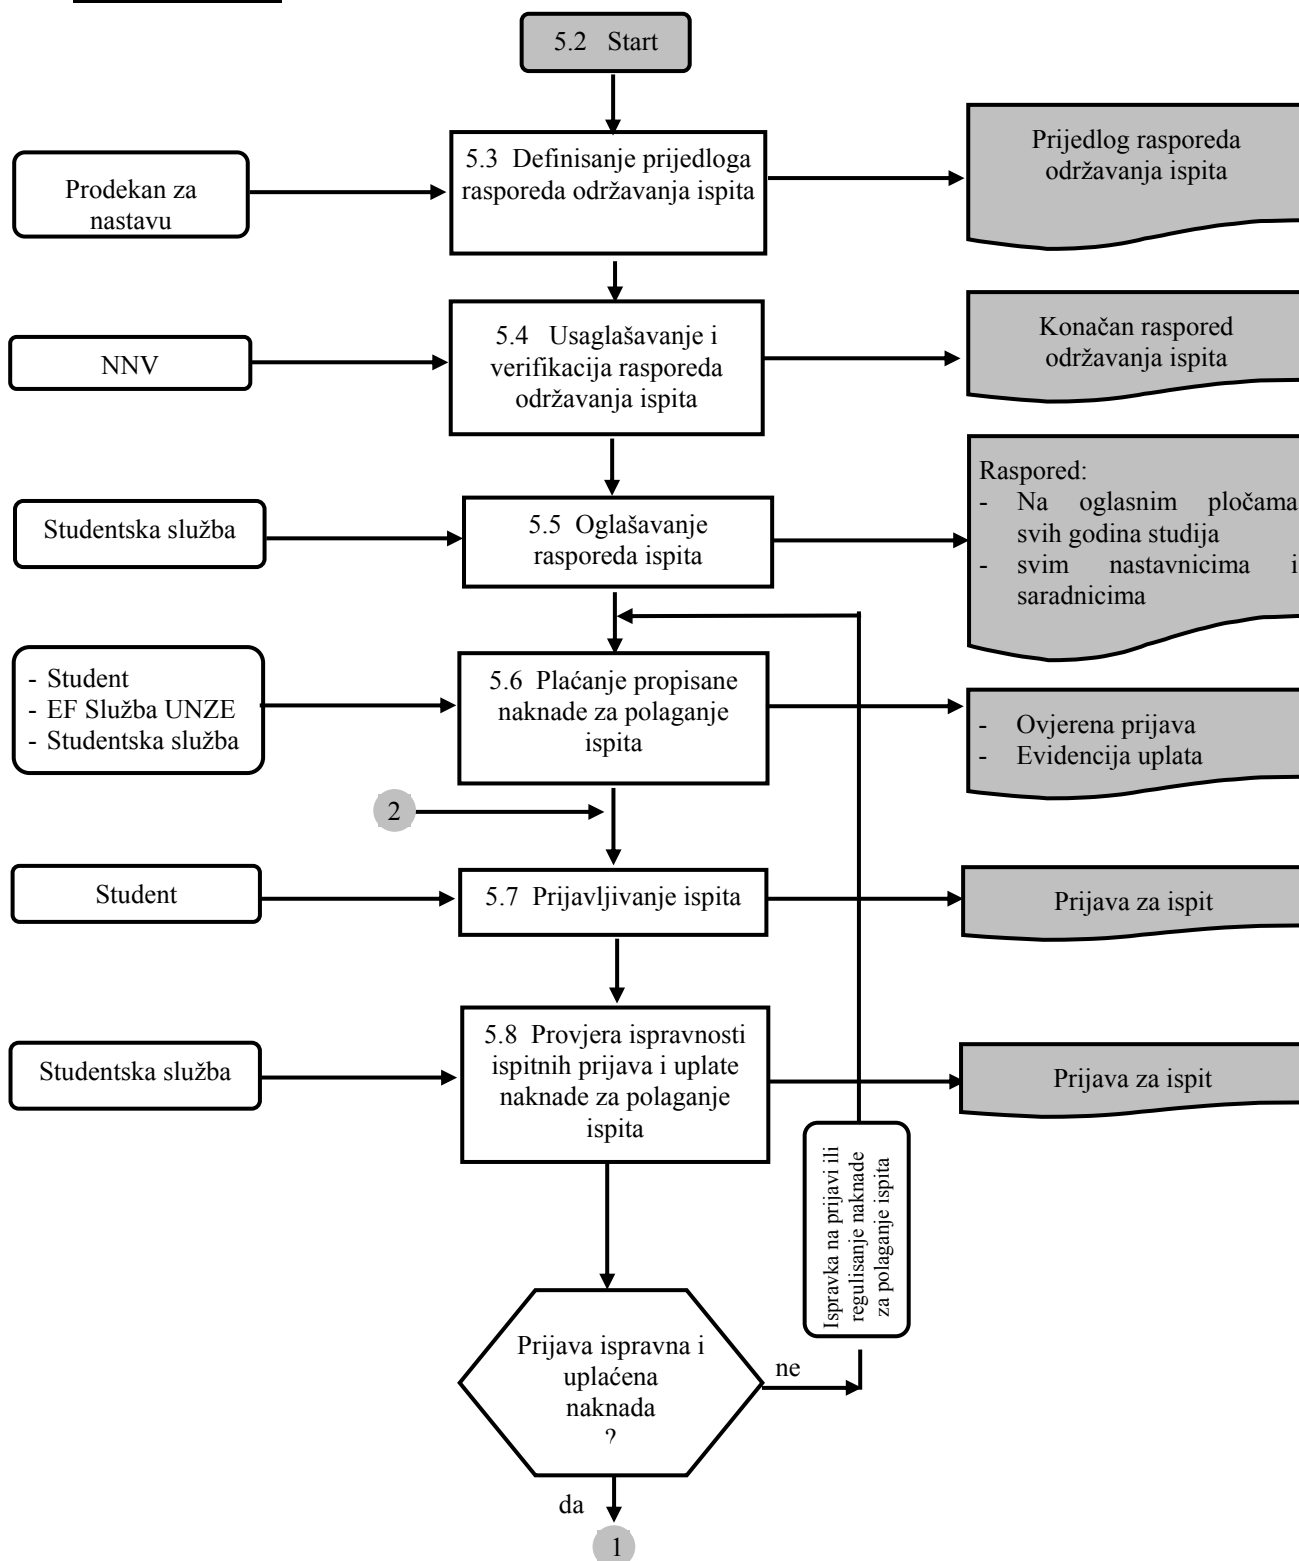 5.2 Start
Prodekan za
nastavu
5.3 Definisanje prijedloga
rasporeda održavanja ispita
Prijedlog rasporeda
održavanja ispita
NNV
5.4 Usaglašavanje i
verifikacija rasporeda
održavanja ispita
Konačan raspored
održavanja ispita
Studentska služba
5.5 Oglašavanje
rasporeda ispita
Raspored:
- Na oglasnim pločama
svih godina studija
- svim nastavnicima i
saradnicima
- Student
- EF Služba UNZE
- Studentska služba
5.6 Plaćanje propisane
naknade za polaganje
ispita
- Ovjerena prijava
- Evidencija uplata
2
Student
5.7 Prijavljivanje ispita
Prijava za ispit
Studentska služba
5.8 Provjera ispravnosti
ispitnih prijava i uplate
naknade za polaganje
ispita
Prijava za ispit
Ispravka na prijavi ili
regulisanje naknade
za polaganje ispita
Prijava ispravna i
uplaćena
naknada
?
ne
da
1